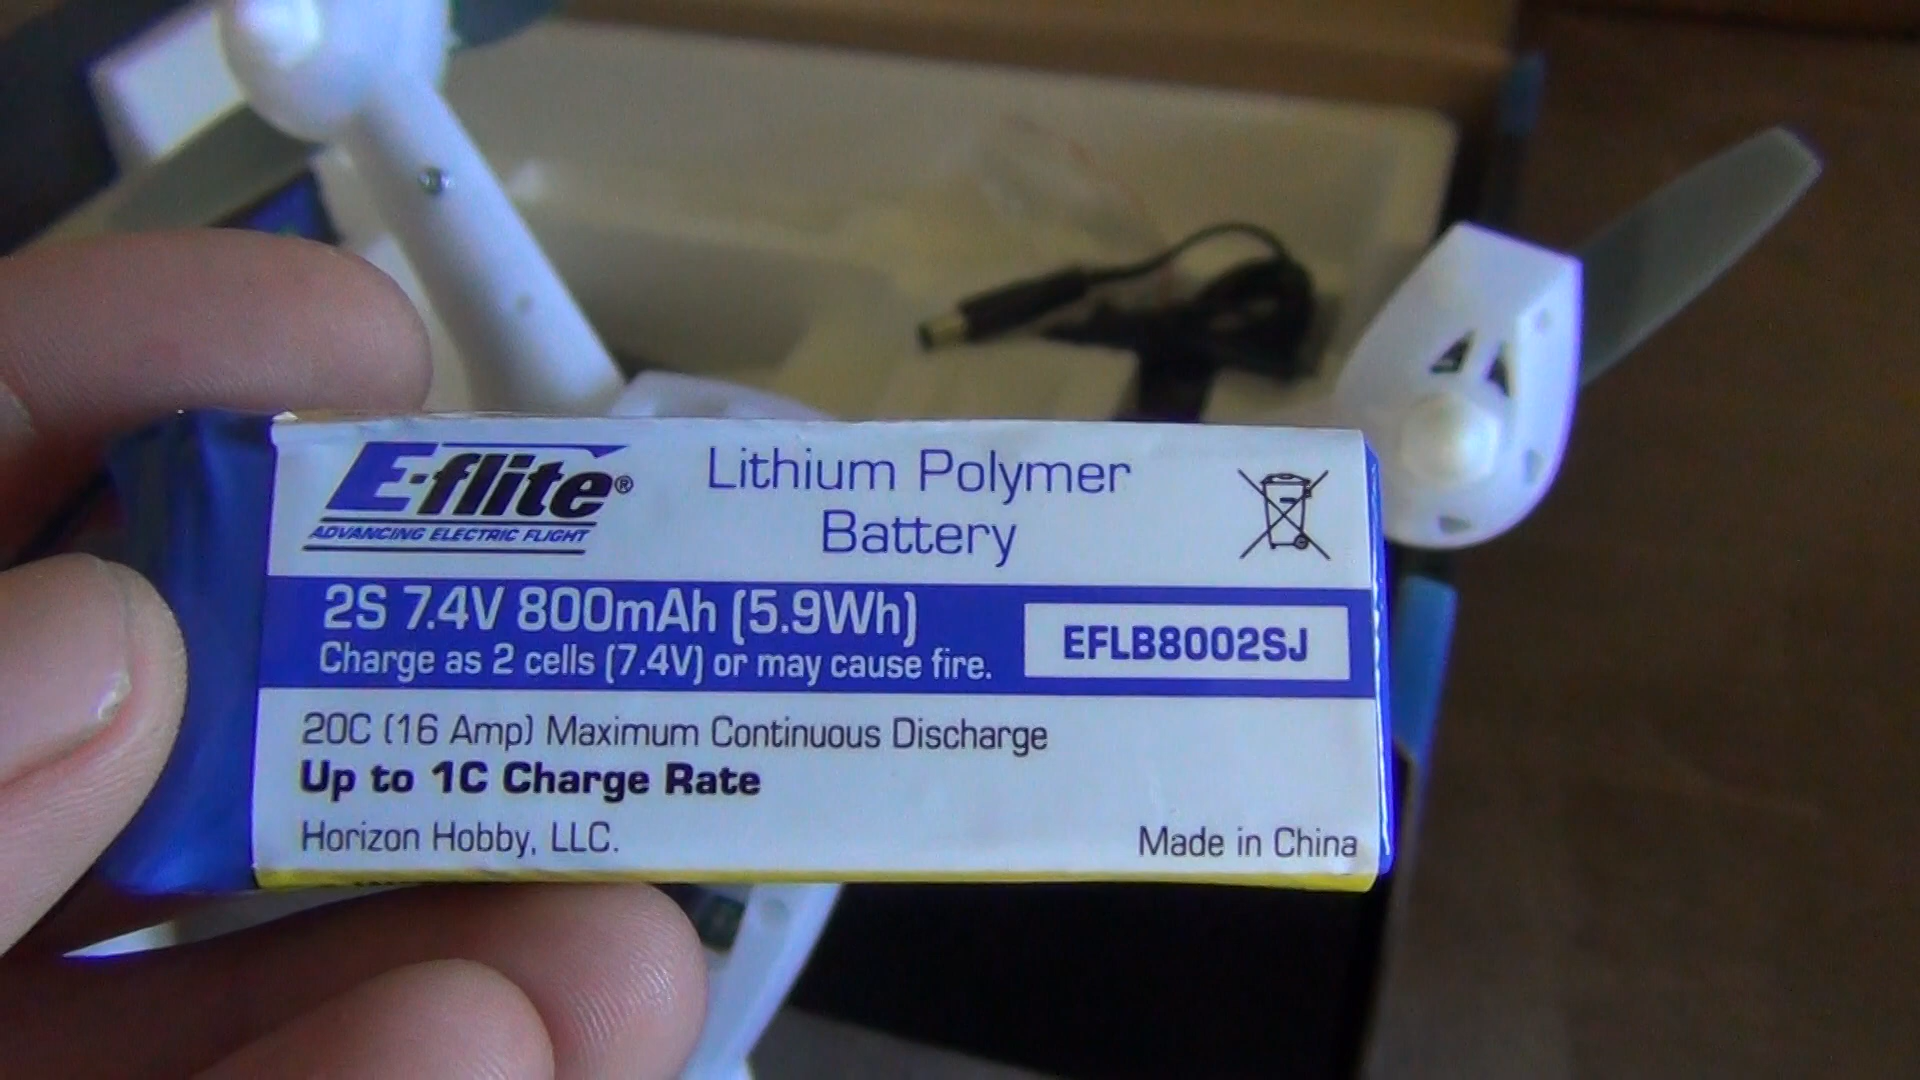 E-flite®
ADVANCING ELECTRIC FLIGHT
Lithium Polymer
Battery
2S 7.4V 800mAh (5.9Wh)
Charge as 2 cells (7.4V) or may cause fire.
EFLB8002SJ
20C (16 Amp) Maximum Continuous Discharge
Up to 1C Charge Rate
Horizon Hobby, LLC.
Made in China